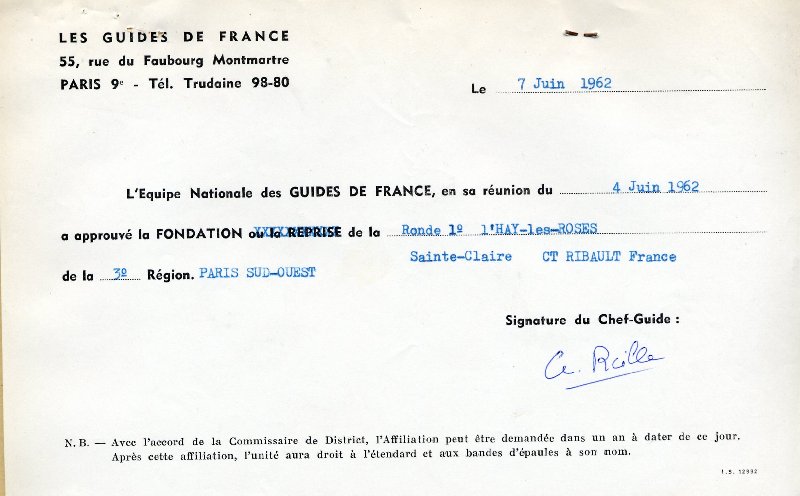 LES GUIDES DE FRANCE
55, rue du Faubourg Montmartre
PARIS 9e - Tél. Trudaine 98-80
Le 7 Juin 1962
L'Equipe Nationale des GUIDES DE FRANCE, en sa réunion du 4 Juin 1962
a approuvé la FONDATION ou la REPRISE de la Ronde 1º l'HAY-les-ROSES
Sainte-Claire CT RIBAULT France
de la 3º Région. PARIS SUD-OUEST
Signature du Chef-Guide :
N. B. — Avec l'accord de la Commissaire de District, l'Affiliation peut être demandée dans un an à dater de ce jour.
Après cette affiliation, l'unité aura droit à l'étendard et aux bandes d'épaules à son nom.
I.S. 12992